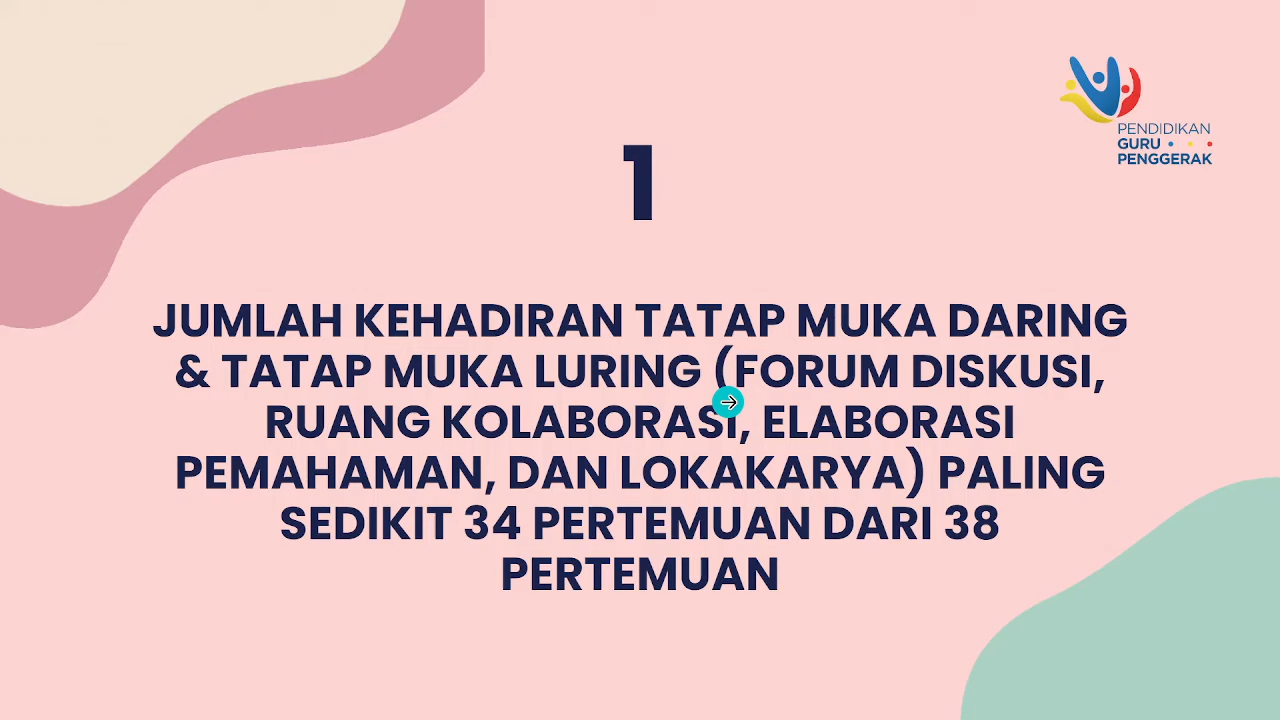 PENDIDIKAN
GURU
PENGGERAK
1
JUMLAH KEHADIRAN TATAP MUKA DARING
& TATAP MUKA LURING (FORUM DISKUSI,
RUANG KOLABORASI, ELABORASI
PEMAHAMAN, DAN LOKAKARYA) PALING
SEDIKIT 34 PERTEMUAN DARI 38
PERTEMUAN